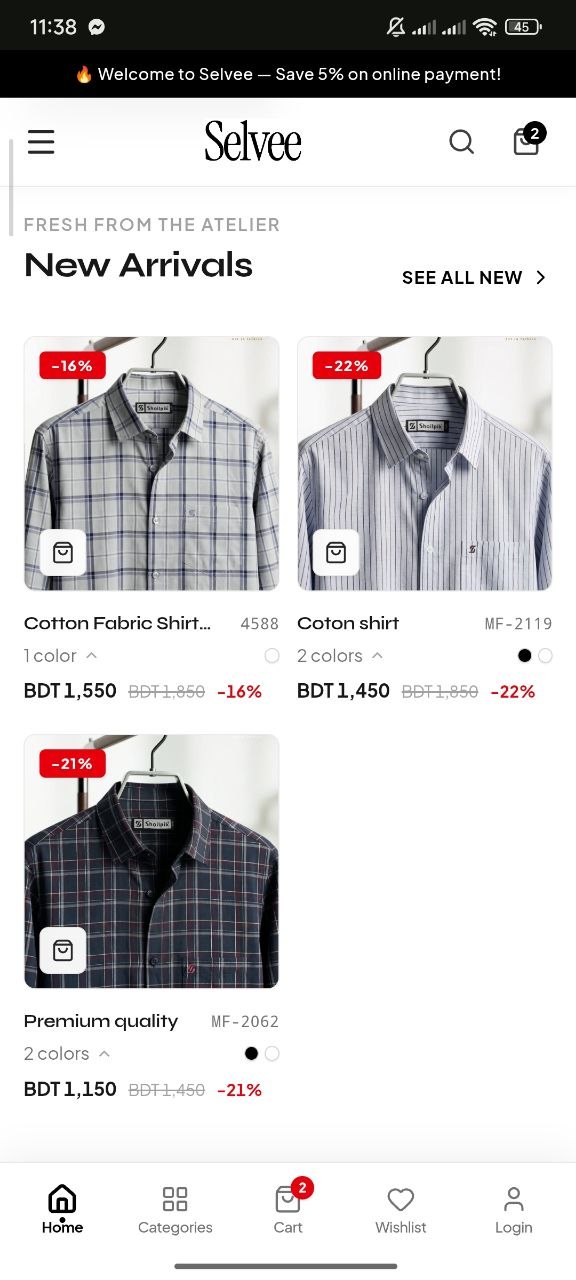 11:38
45
🔥 Welcome to Selvee — Save 5% on online payment!
Selvee
2
FRESH FROM THE ATELIER
New Arrivals
SEE ALL NEW
-16%
-22%
Shoilpik
Shoilpik
Cotton Fabric Shirt...
4588
Coton shirt
MF-2119
1 color
2 colors
BDT 1,550 BDT 1,850 -16%
BDT 1,450 BDT 1,850 -22%
-21%
Shoilpik
Premium quality
MF-2062
2 colors
BDT 1,150 BDT 1,450 -21%
2
Home
Categories
Cart
Wishlist
Login